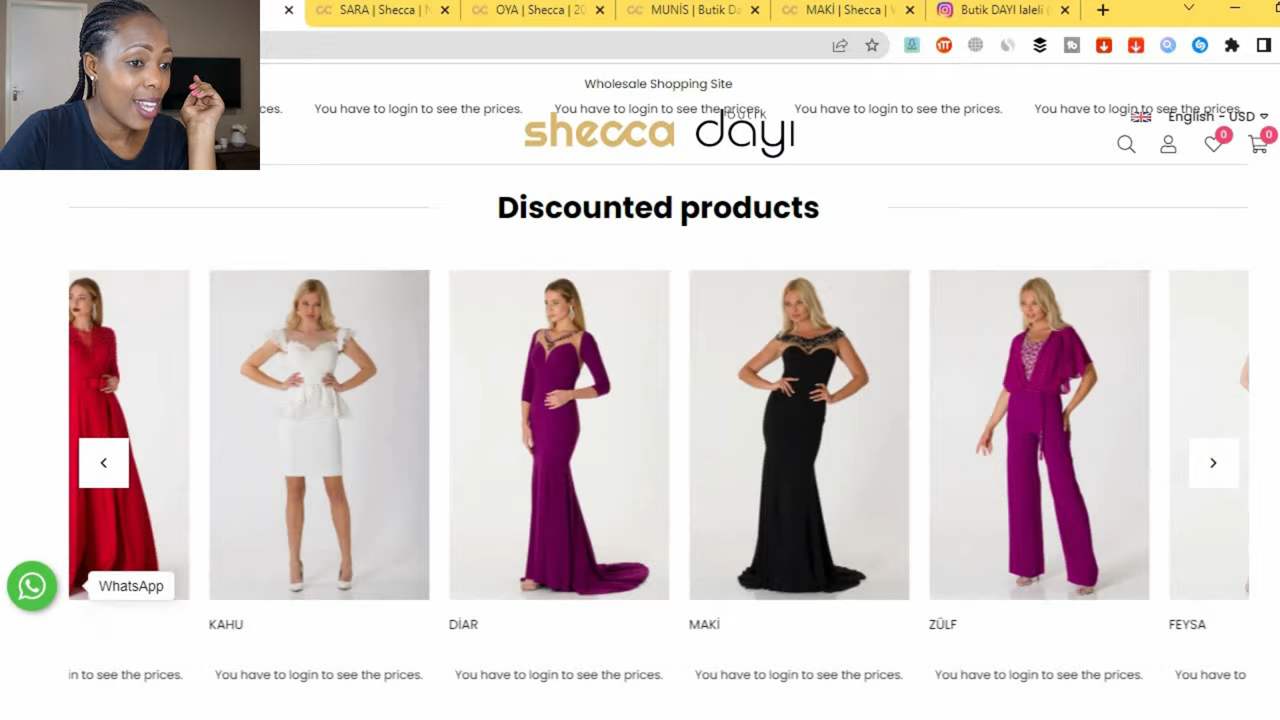 SARA | Shecca | N
OYA | Shecca | 20
MUNİS | Butik Da
MAKİ | Shecca | V
Butik DAYI laleli (
Wholesale Shopping Site
ces. You have to login to see the prices. You have to login to see the prices. You have to login to see the prices. You have to login to see the prices.
English - USD
shecca butik dayı
0 0
Discounted products
WhatsApp
KAHU DİAR MAKİ ZÜLF FEYSA
in to see the prices. You have to login to see the prices. You have to login to see the prices. You have to login to see the prices. You have to login to see the prices. You have to